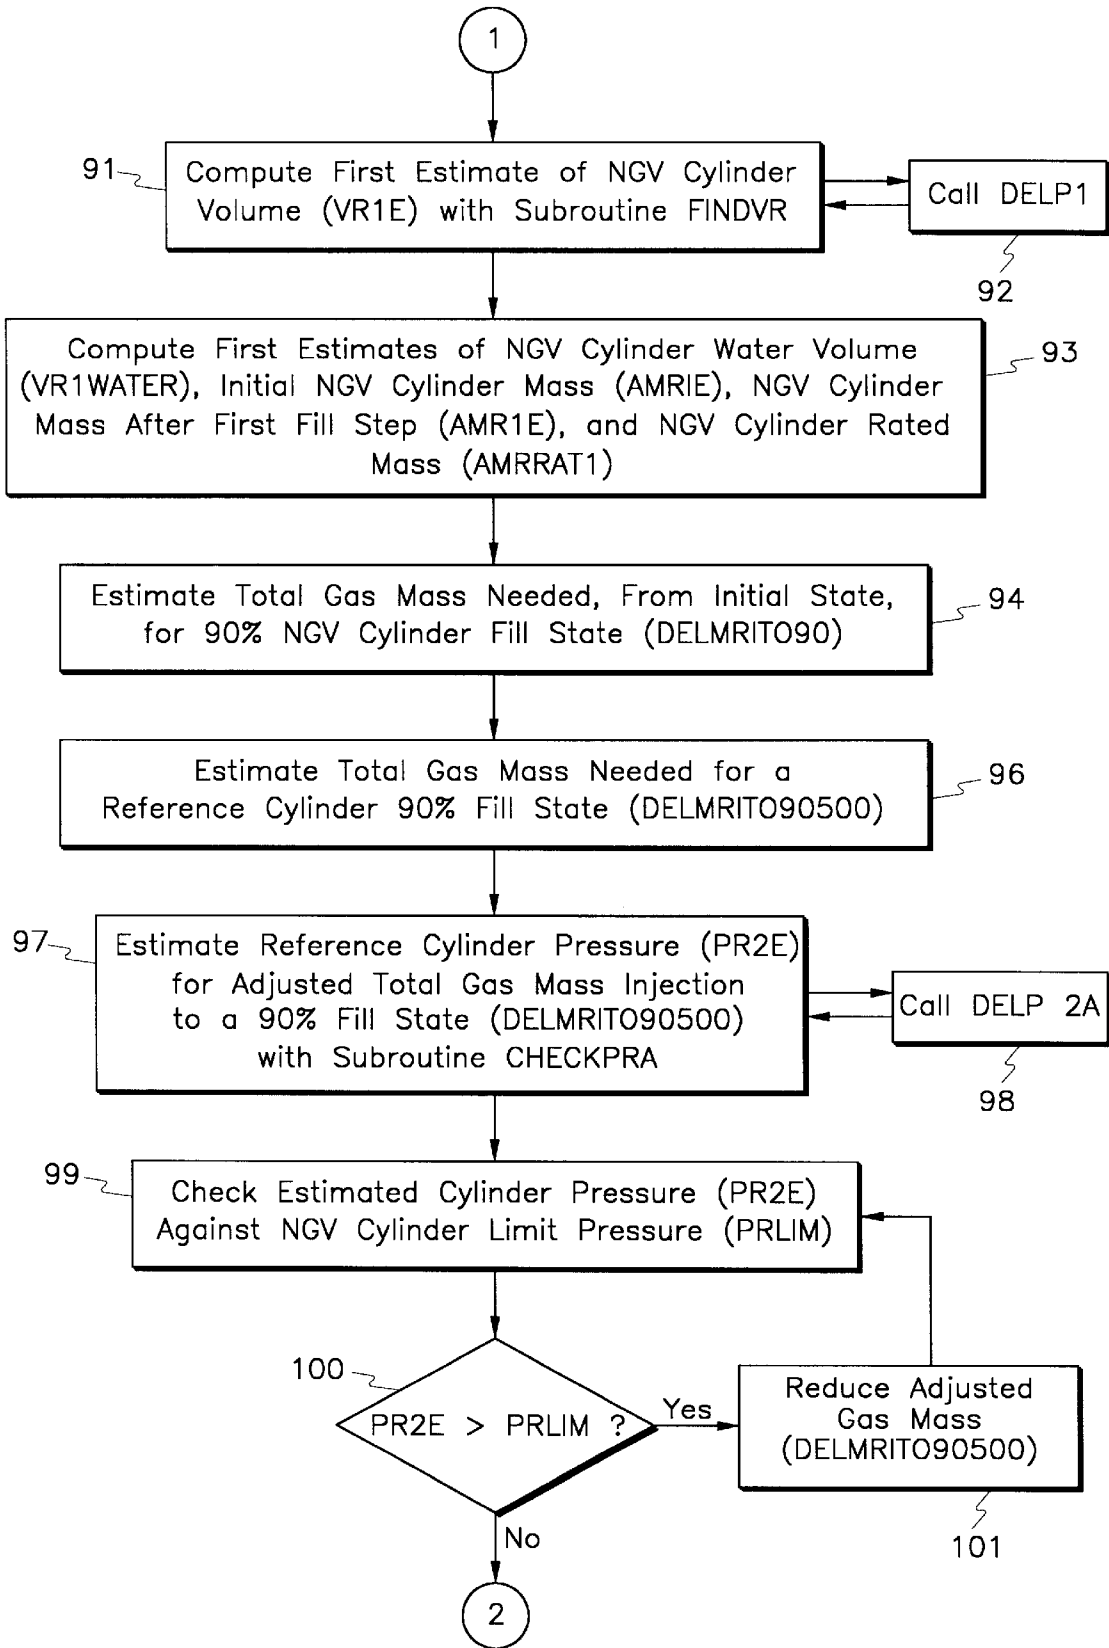 1
91
Compute First Estimate of NGV Cylinder
Volume (VR1E) with Subroutine FINDVR
Call DELP1
92
Compute First Estimates of NGV Cylinder Water Volume
(VR1WATER), Initial NGV Cylinder Mass (AMRIE), NGV Cylinder
Mass After First Fill Step (AMR1E), and NGV Cylinder Rated
Mass (AMRRAT1)
93
Estimate Total Gas Mass Needed, From Initial State,
for 90% NGV Cylinder Fill State (DELMRITO90)
94
Estimate Total Gas Mass Needed for a
Reference Cylinder 90% Fill State (DELMRITO90500)
96
97
Estimate Reference Cylinder Pressure (PR2E)
for Adjusted Total Gas Mass Injection
to a 90% Fill State (DELMRITO90500)
with Subroutine CHECKPRA
Call DELP 2A
98
99
Check Estimated Cylinder Pressure (PR2E)
Against NGV Cylinder Limit Pressure (PRLIM)
100
PR2E > PRLIM ?
Yes
Reduce Adjusted
Gas Mass
(DELMRITO90500)
101
No
2